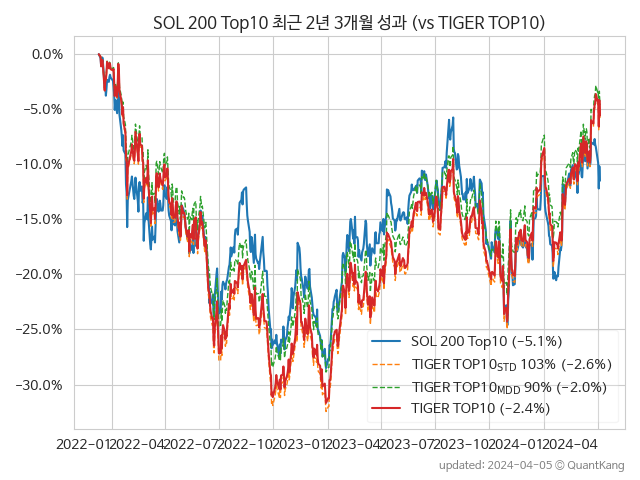 SOL 200 Top10 최근 2년 3개월 성과 (vs TIGER TOP10)
0.0%
−5.0%
−10.0%
−15.0%
−20.0%
−25.0%
−30.0%
SOL 200 Top10 (−5.1%)
TIGER TOP10STD 103% (−2.6%)
TIGER TOP10MDD 90% (−2.0%)
TIGER TOP10 (−2.4%)
2022-01 2022-04 2022-07 2022-10 2023-01 2023-04 2023-07 2023-10 2024-01 2024-04
updated: 2024-04-05 © QuantKang